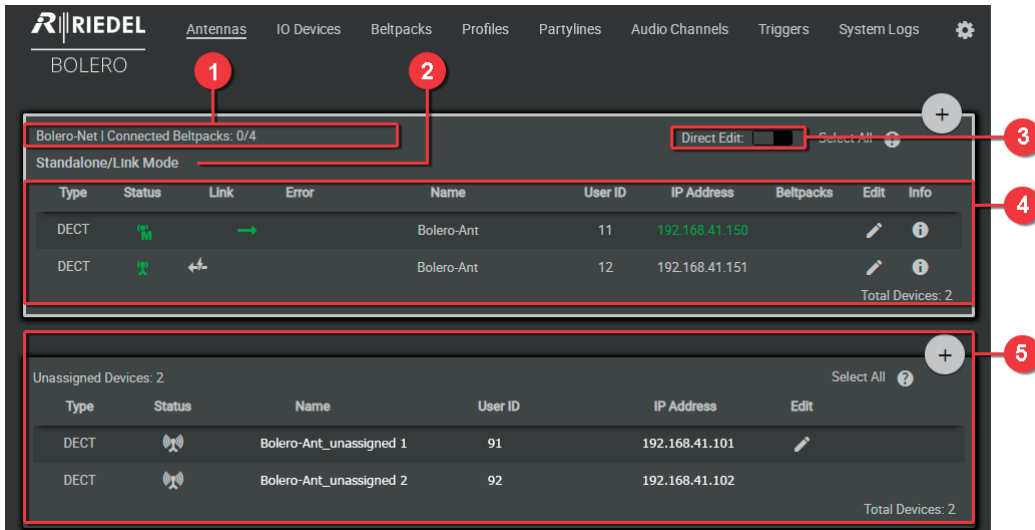 RIEDEL
BOLERO
Antennas IO Devices Beltpacks Profiles Partylines Audio Channels Triggers System Logs
1
2
Bolero-Net | Connected Beltpacks: 0/4
Direct Edit: Select All ?
+
3
Standalone/Link Mode
Type Status Link Error Name User ID IP Address Beltpacks Edit Info
4
DECT M Bolero-Ant 11 192.168.41.150
DECT Bolero-Ant 12 192.168.41.151
Total Devices: 2
+
5
Unassigned Devices: 2
Select All ?
Type Status Name User ID IP Address Edit
DECT Bolero-Ant_unassigned 1 91 192.168.41.101
DECT Bolero-Ant_unassigned 2 92 192.168.41.102
Total Devices: 2